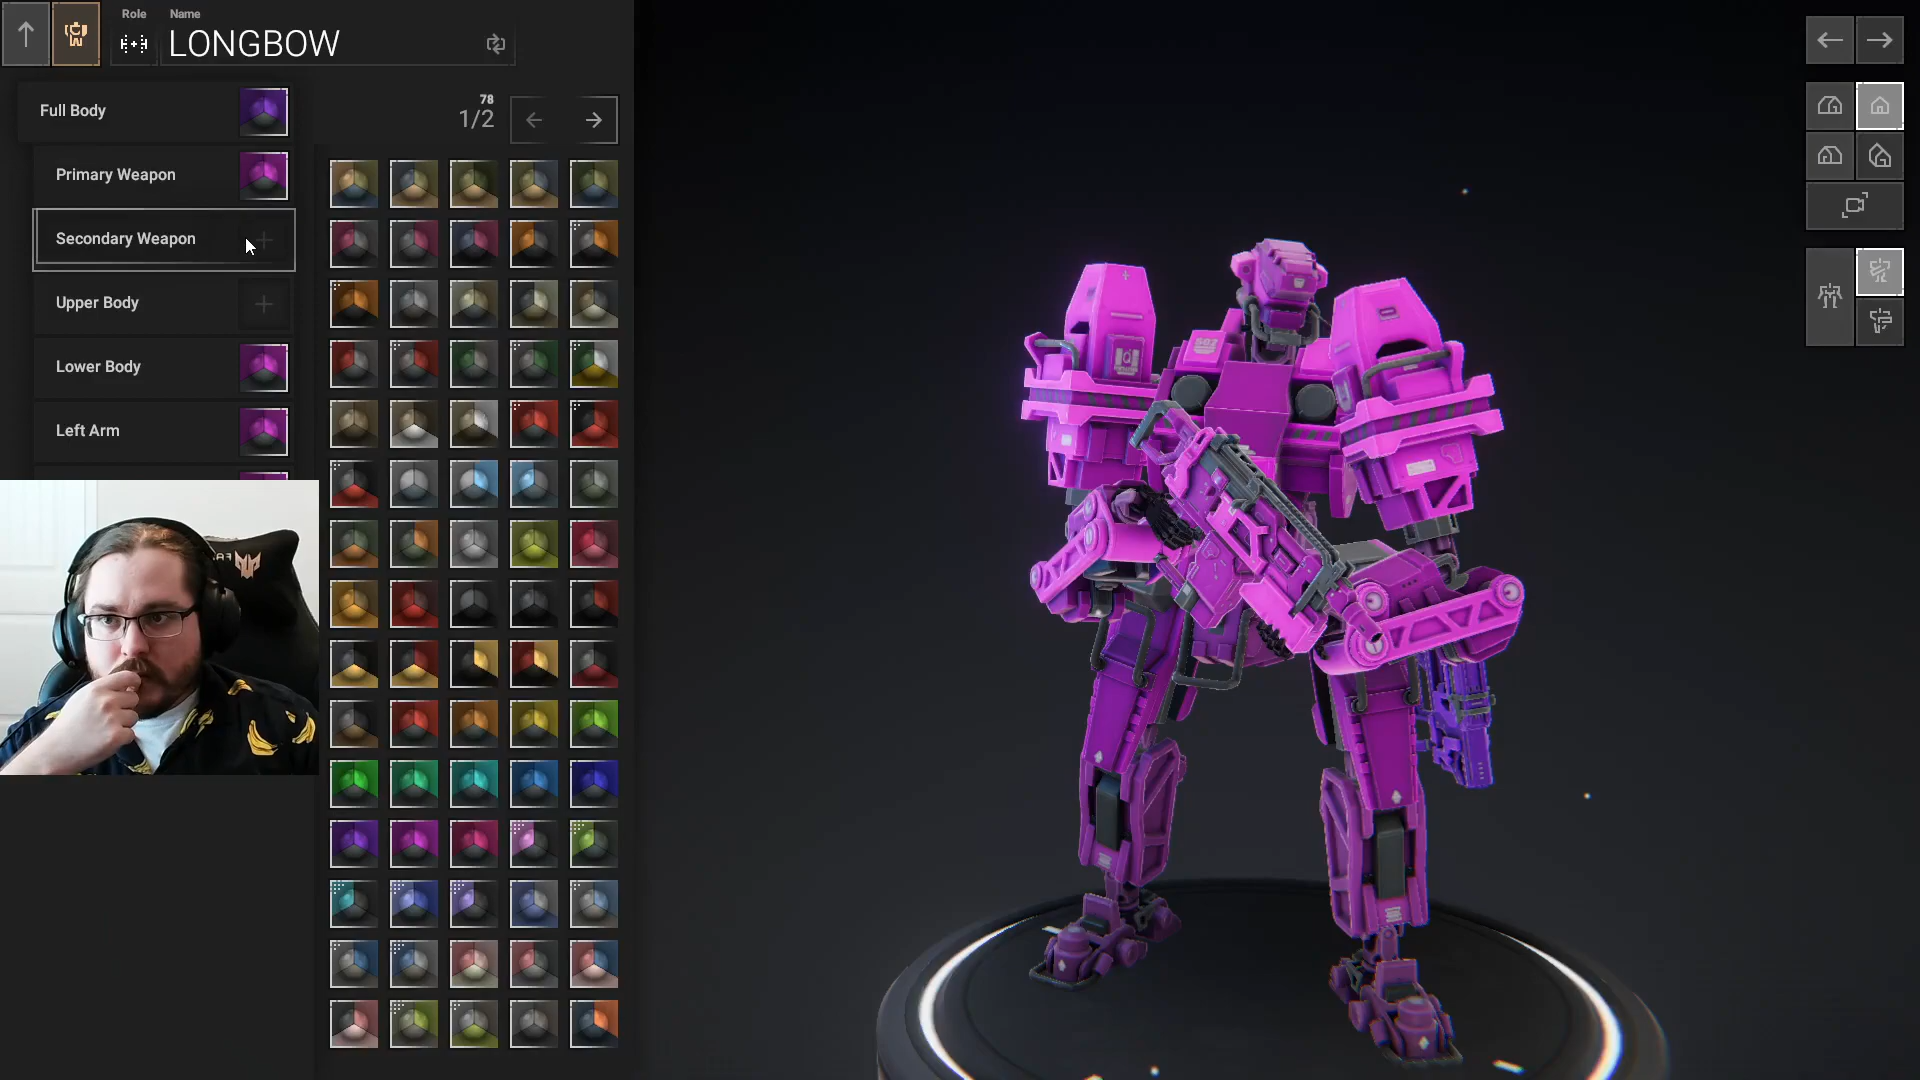 Role
Name
LONGBOW
Full Body
78
1/2
Primary Weapon
Secondary Weapon
Upper Body
Lower Body
Left Arm